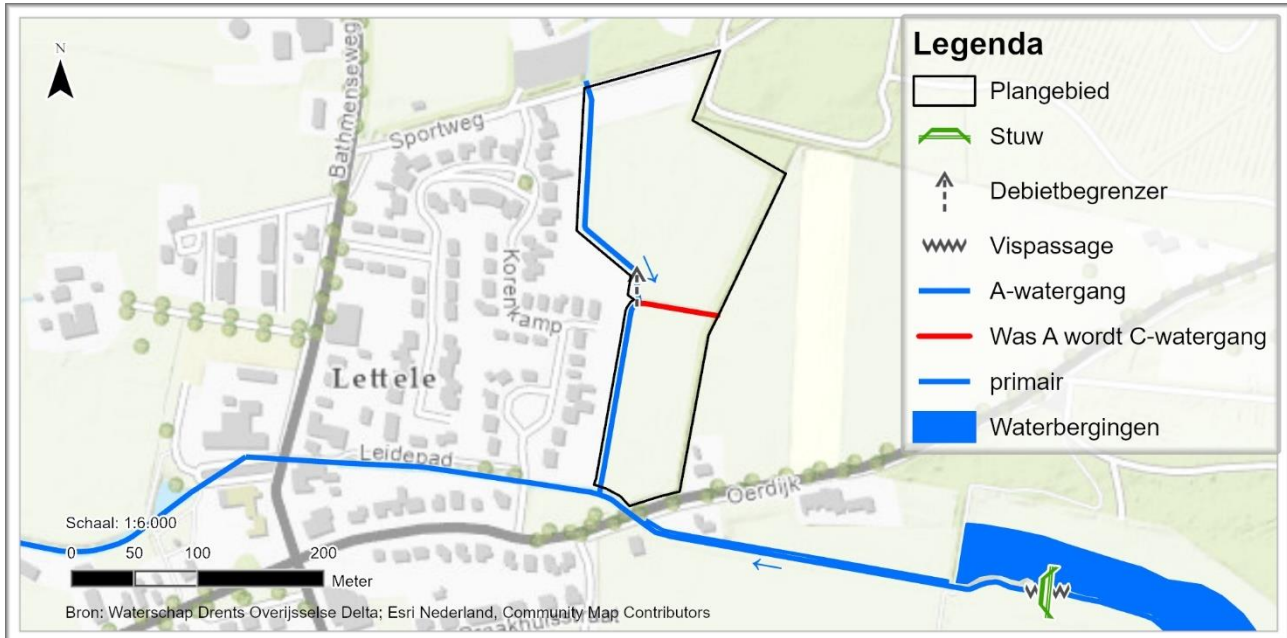 N
Bathmenseweg
Sportweg
Korenkamp
Lettele
Leidepad
Oerdijk
Schaal: 1:6.000
0 50 100 200
Meter
Bron: Waterschap Drents Overijsselse Delta; Esri Nederland, Community Map Contributors
Legenda
Plangebied
Stuw
Debietbegrenzer
Vispassage
A-watergang
Was A wordt C-watergang
primair
Waterbergingen